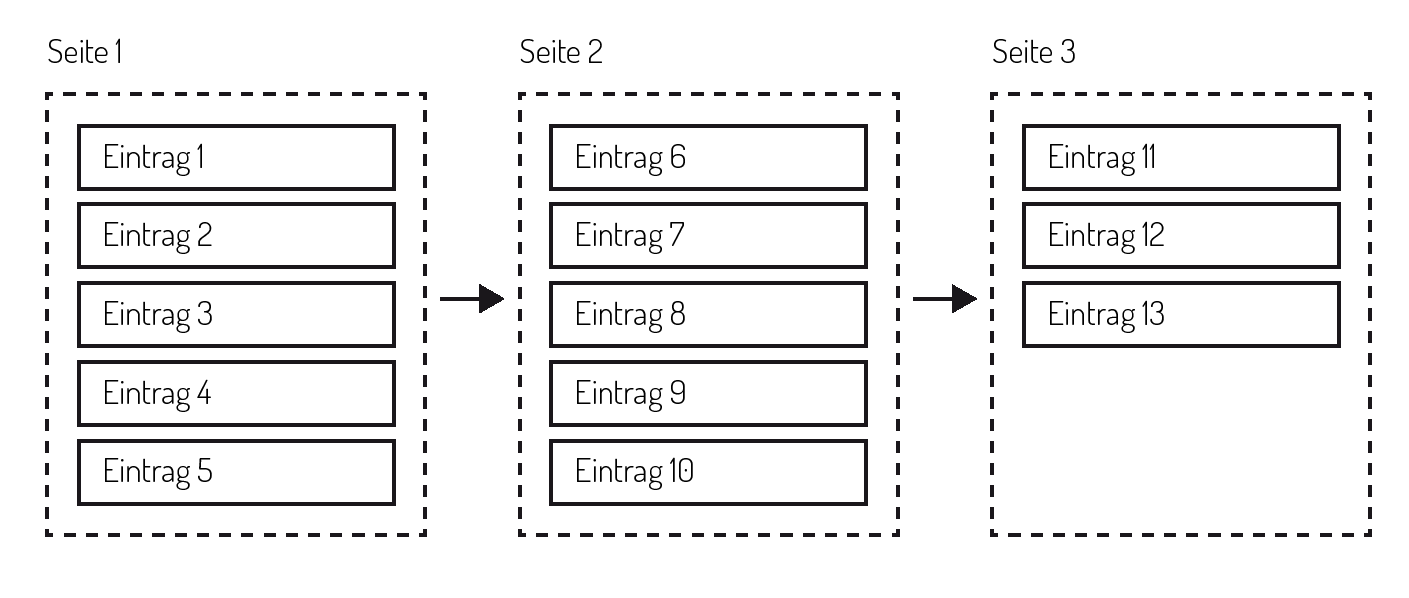 Seite 1
Eintrag 1
Eintrag 2
Eintrag 3
Eintrag 4
Eintrag 5
Seite 2
Eintrag 6
Eintrag 7
Eintrag 8
Eintrag 9
Eintrag 10
Seite 3
Eintrag 11
Eintrag 12
Eintrag 13